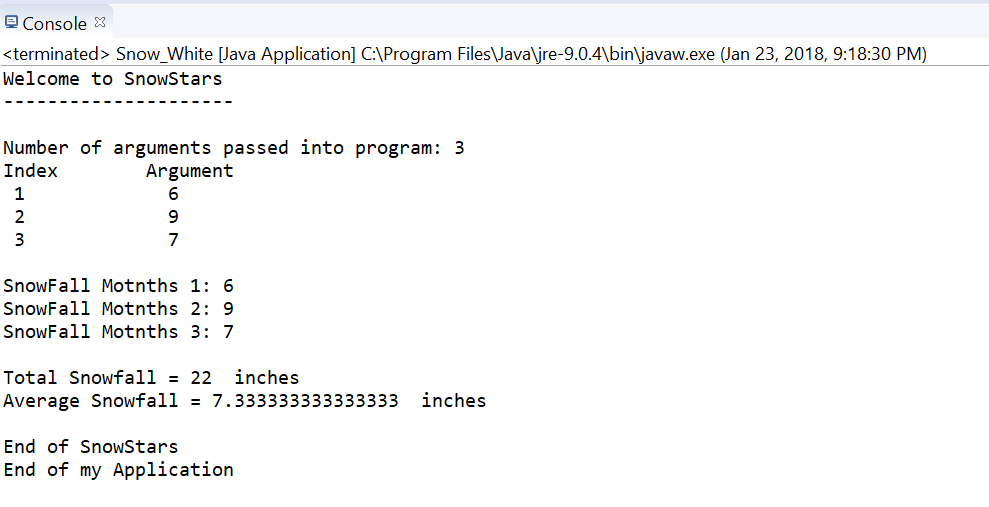 Console
<terminated> Snow_White [Java Application] C:\Program Files\Java\jre-9.0.4\bin\javaw.exe (Jan 23, 2018, 9:18:30 PM)
Welcome to SnowStars
---------------------
Number of arguments passed into program: 3
Index Argument
1 6
2 9
3 7
SnowFall Motnths 1: 6
SnowFall Motnths 2: 9
SnowFall Motnths 3: 7
Total Snowfall = 22 inches
Average Snowfall = 7.333333333333333 inches
End of SnowStars
End of my Application